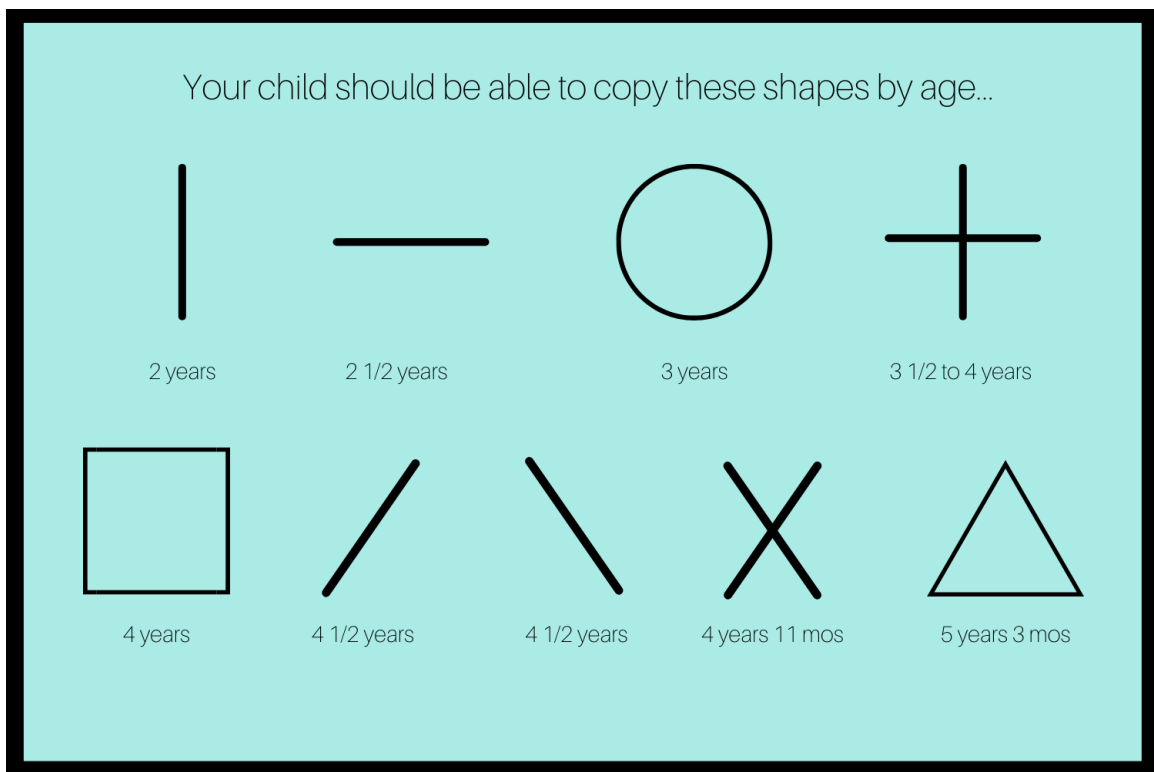 Your child should be able to copy these shapes by age...
2 years
2 1/2 years
3 years
3 1/2 to 4 years
4 years
4 1/2 years
4 1/2 years
4 years 11 mos
5 years 3 mos